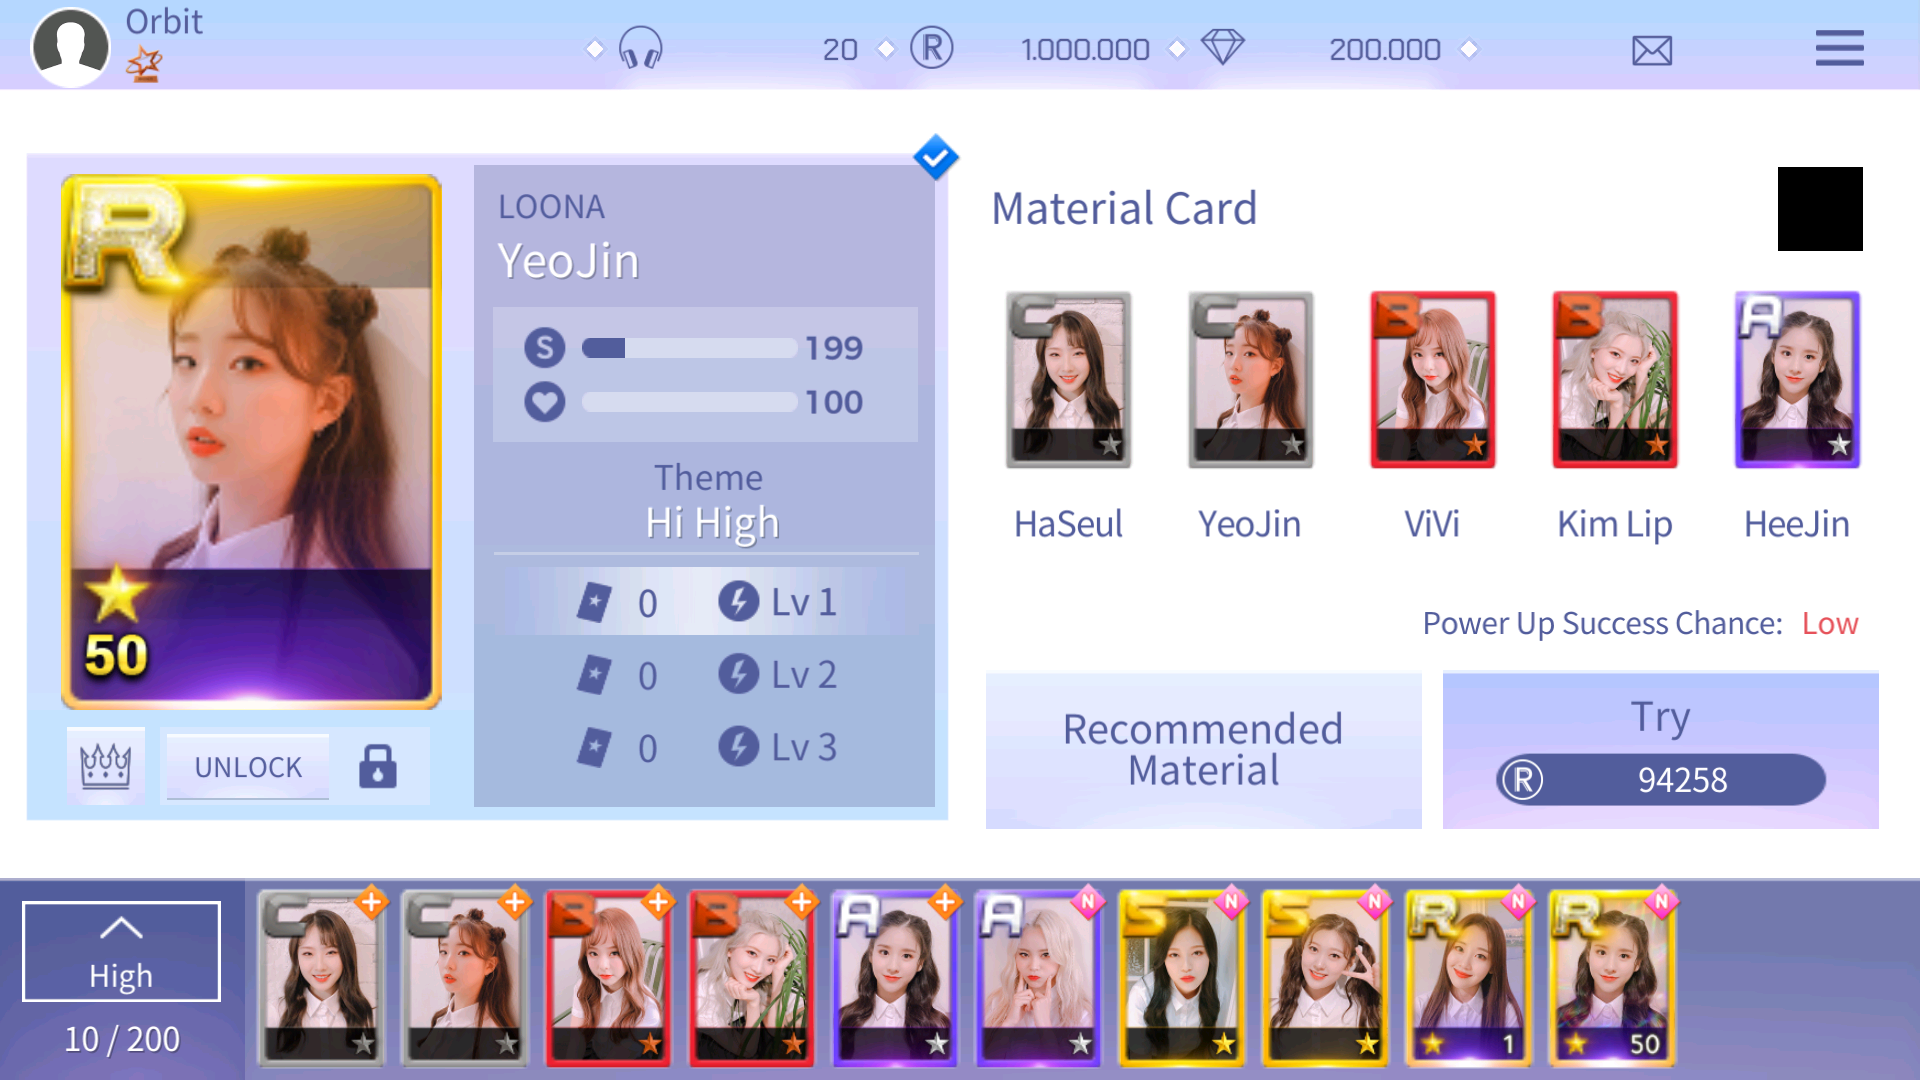 Orbit
20
R
1.000.000
200.000
R
50
UNLOCK
LOONA
YeoJin
S
199
100
Theme
Hi High
0
Lv 1
0
Lv 2
0
Lv 3
Material Card
C
C
B
B
A
HaSeul
YeoJin
ViVi
Kim Lip
HeeJin
Power Up Success Chance: Low
Recommended
Material
Try
R
94258
High
10 / 200
C
C
B
B
A
A
N
S
N
S
N
R
N
1
R
N
50